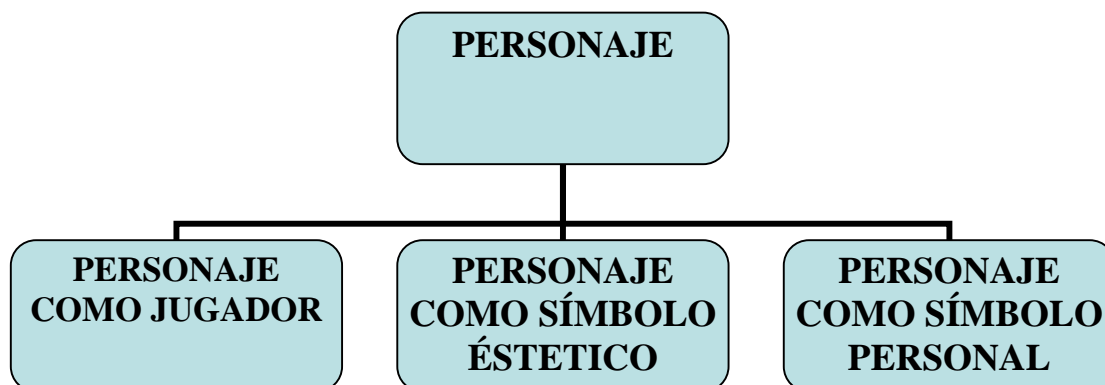 PERSONAJE
PERSONAJE
COMO JUGADOR
PERSONAJE
COMO SÍMBOLO
ÉSTETICO
PERSONAJE
COMO SÍMBOLO
PERSONAL